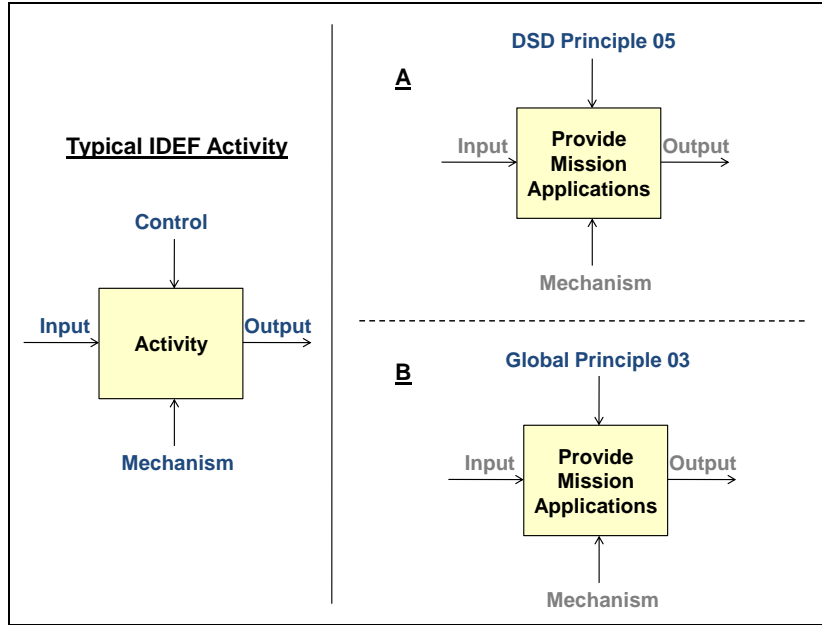 Typical IDEF Activity
Control
Input
Activity
Output
Mechanism
A
DSD Principle 05
Input
Provide
Mission
Applications
Output
Mechanism
B
Global Principle 03
Input
Provide
Mission
Applications
Output
Mechanism